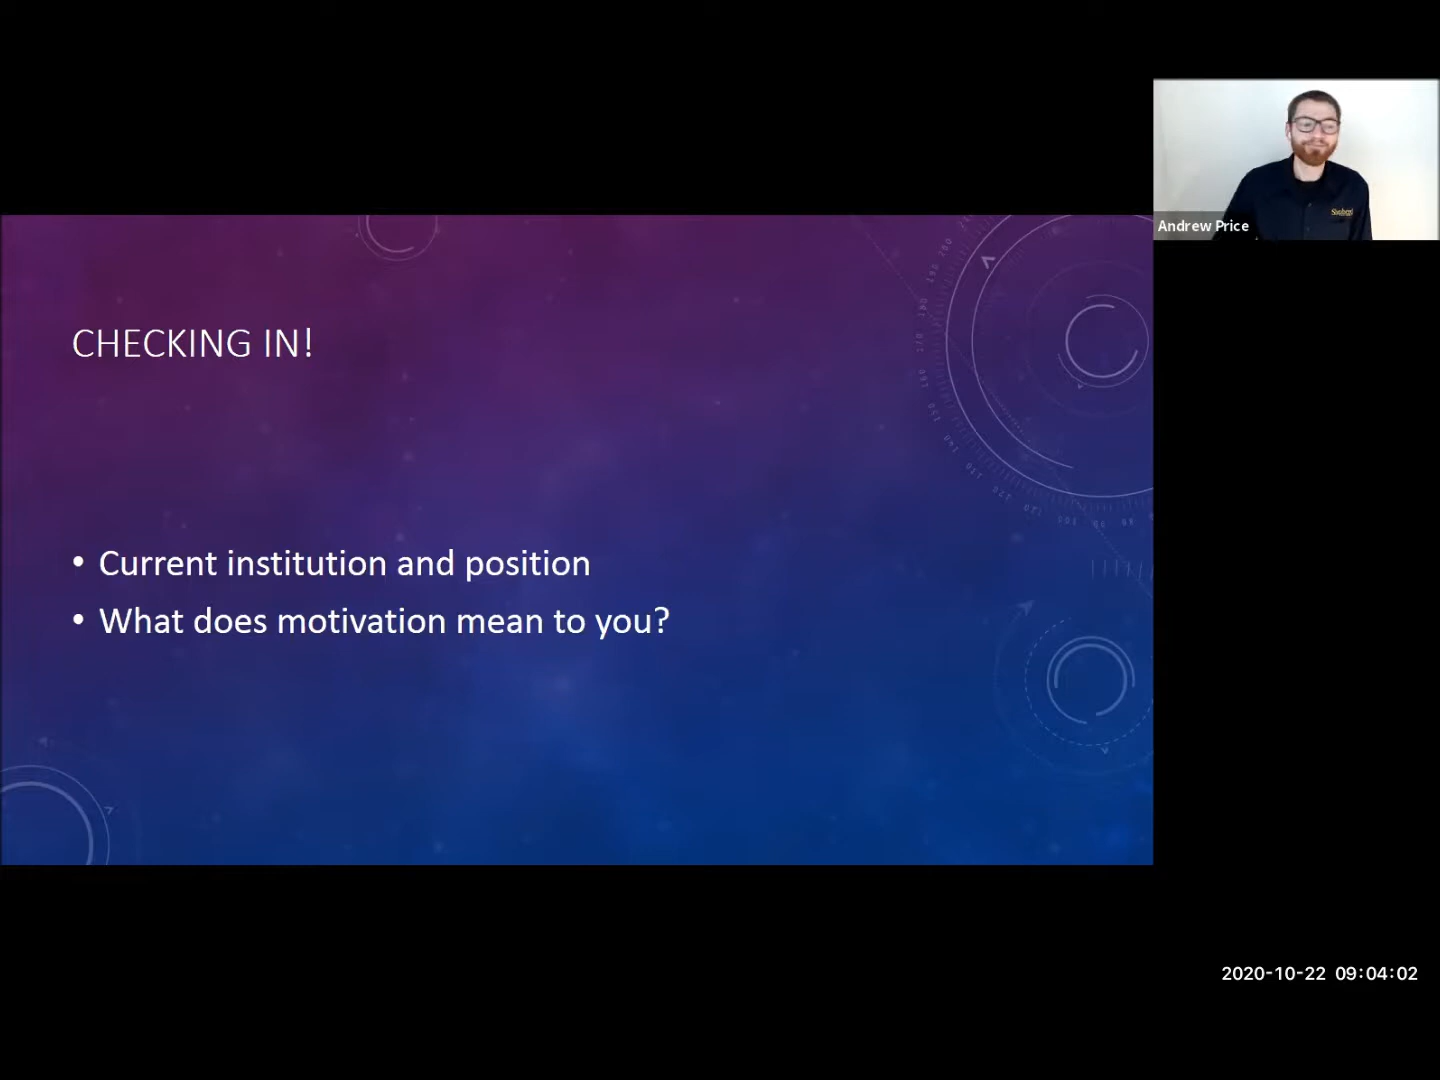 CHECKING IN!
• Current institution and position
• What does motivation mean to you?
Andrew Price
2020-10-22 09:04:02